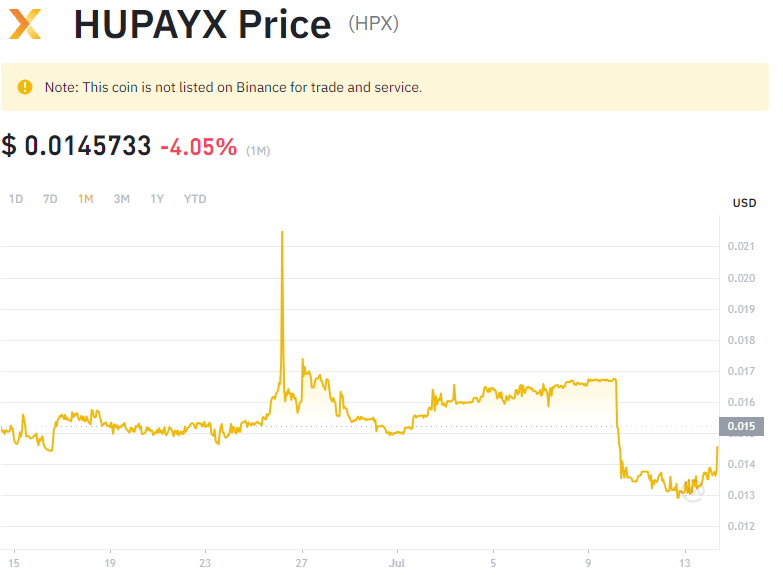 HUPAYX Price (HPX)
Note: This coin is not listed on Binance for trade and service.
$ 0.0145733 -4.05% (1M)
1D 7D 1M 3M 1Y YTD
USD
0.021
0.020
0.019
0.018
0.017
0.016
0.015
0.014
0.013
0.012
15 19 23 27 Jul 5 9 13